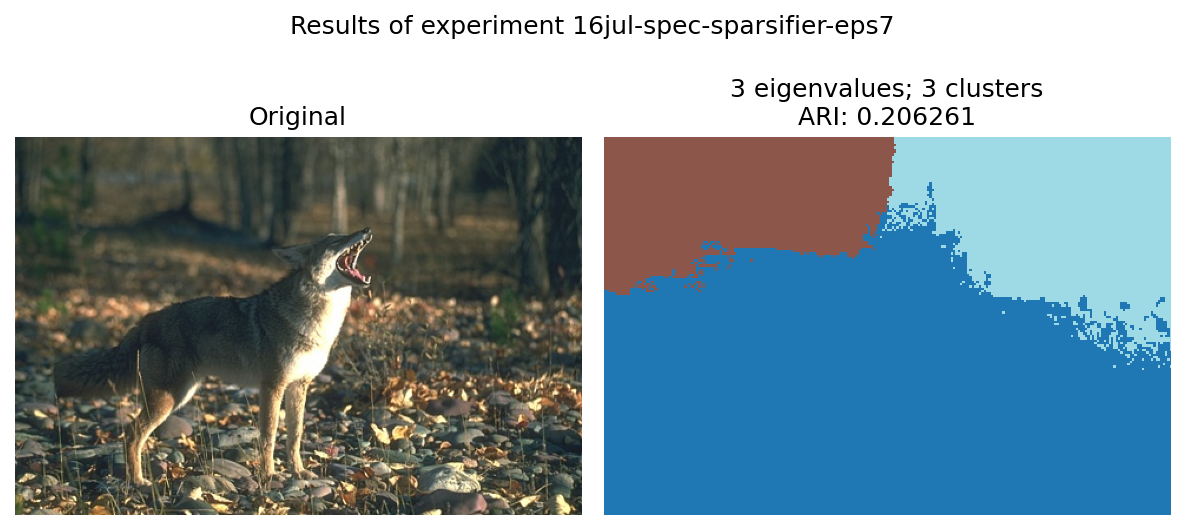 Results of experiment 16jul-spec-sparsifier-eps7
Original
3 eigenvalues; 3 clusters
ARI: 0.206261